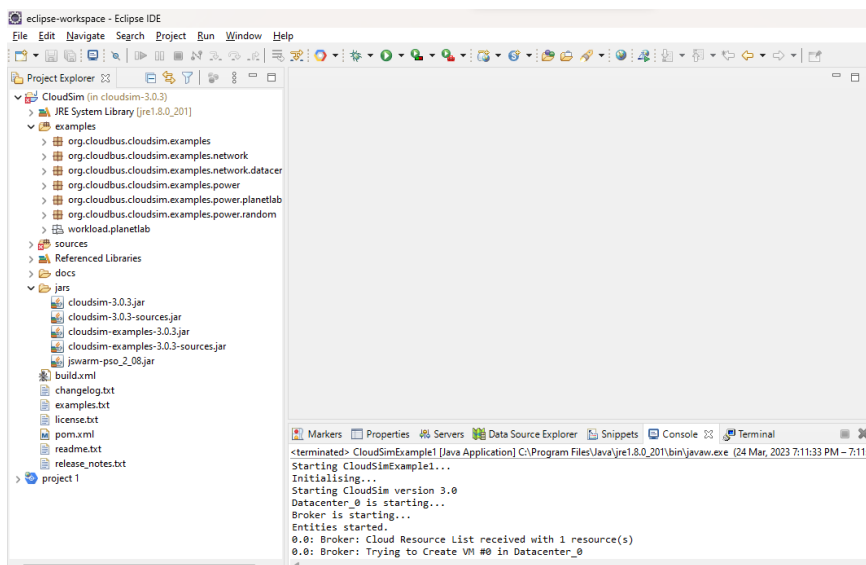 eclipse-workspace - Eclipse IDE
File Edit Navigate Search Project Run Window Help
Project Explorer
CloudSim (in cloudsim-3.0.3)
JRE System Library [jre1.8.0_201]
examples
org.cloudbus.cloudsim.examples
org.cloudbus.cloudsim.examples.network
org.cloudbus.cloudsim.examples.network.datacer
org.cloudbus.cloudsim.examples.power
org.cloudbus.cloudsim.examples.power.planetlab
org.cloudbus.cloudsim.examples.power.random
workload.planetlab
sources
Referenced Libraries
docs
jars
cloudsim-3.0.3.jar
cloudsim-3.0.3-sources.jar
cloudsim-examples-3.0.3.jar
cloudsim-examples-3.0.3-sources.jar
jswarm-pso_2_08.jar
build.xml
changelog.txt
examples.txt
license.txt
pom.xml
readme.txt
release_notes.txt
project 1
Markers Properties Servers Data Source Explorer Snippets Console Terminal
<terminated> CloudSimExample1 [Java Application] C:\Program Files\Java\jre1.8.0_201\bin\javaw.exe (24 Mar, 2023 7:11:33 PM – 7:11
Starting CloudSimExample1...
Initialising...
Starting CloudSim version 3.0
Datacenter_0 is starting...
Broker is starting...
Entities started.
0.0: Broker: Cloud Resource List received with 1 resource(s)
0.0: Broker: Trying to Create VM #0 in Datacenter_0